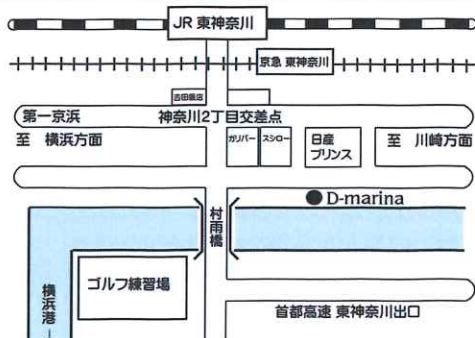 JR 東神奈川
京急 東神奈川
吉田飯店
第一京浜
神奈川2丁目交差点
至 横浜方面
ガリバー
スシロー
日産
プリンス
至 川崎方面
D-marina
村雨橋
ゴルフ練習場
横浜港
首都高速 東神奈川出口